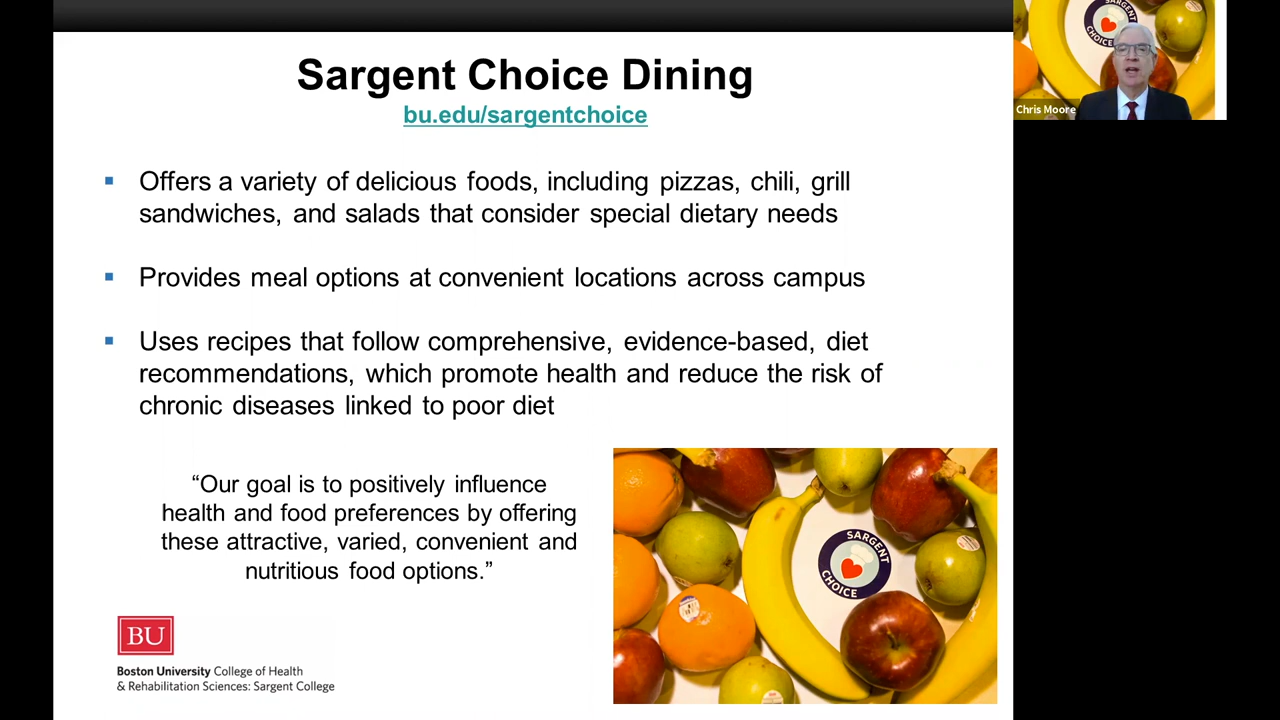 Sargent Choice Dining
bu.edu/sargentchoice
▪ Offers a variety of delicious foods, including pizzas, chili, grill
sandwiches, and salads that consider special dietary needs
▪ Provides meal options at convenient locations across campus
▪ Uses recipes that follow comprehensive, evidence-based, diet
recommendations, which promote health and reduce the risk of
chronic diseases linked to poor diet
“Our goal is to positively influence
health and food preferences by offering
these attractive, varied, convenient and
nutritious food options.”
SARGENT
CHOICE
BU
Boston University College of Health
& Rehabilitation Sciences: Sargent College
SARGENT
CHOICE
Chris Moore